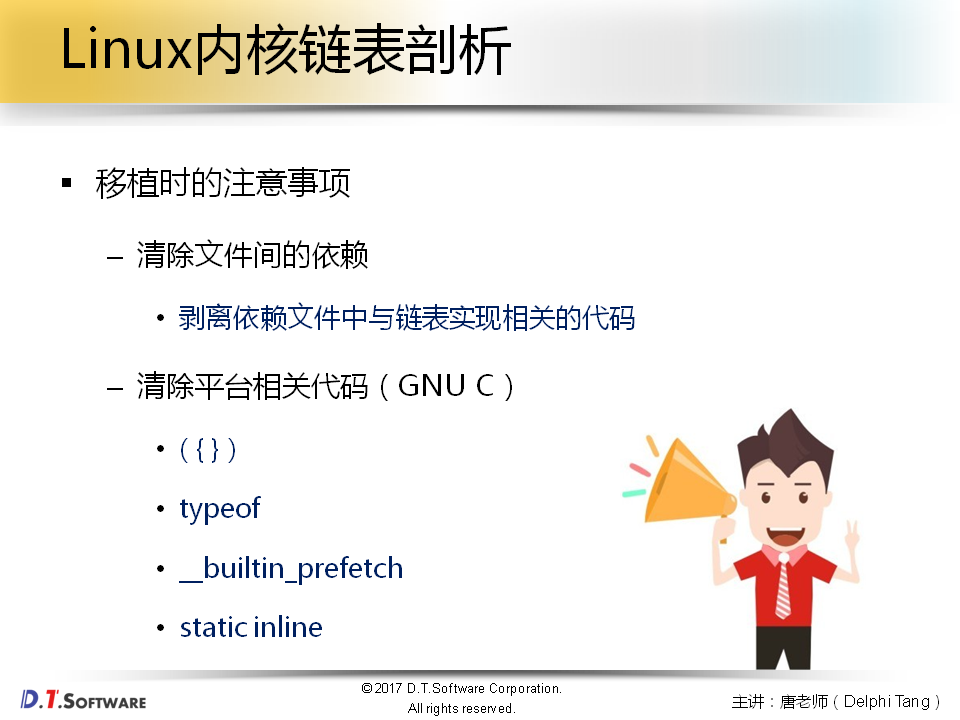 Linux内核链表剖析
▪ 移植时的注意事项
– 清除文件间的依赖
• 剥离依赖文件中与链表实现相关的代码
– 清除平台相关代码（GNU C）
• ( { } )
• typeof
• __builtin_prefetch
• static inline
D.T.SOFTWARE
©2017 D.T.Software Corporation.
All rights reserved.
主讲：唐老师（Delphi Tang）